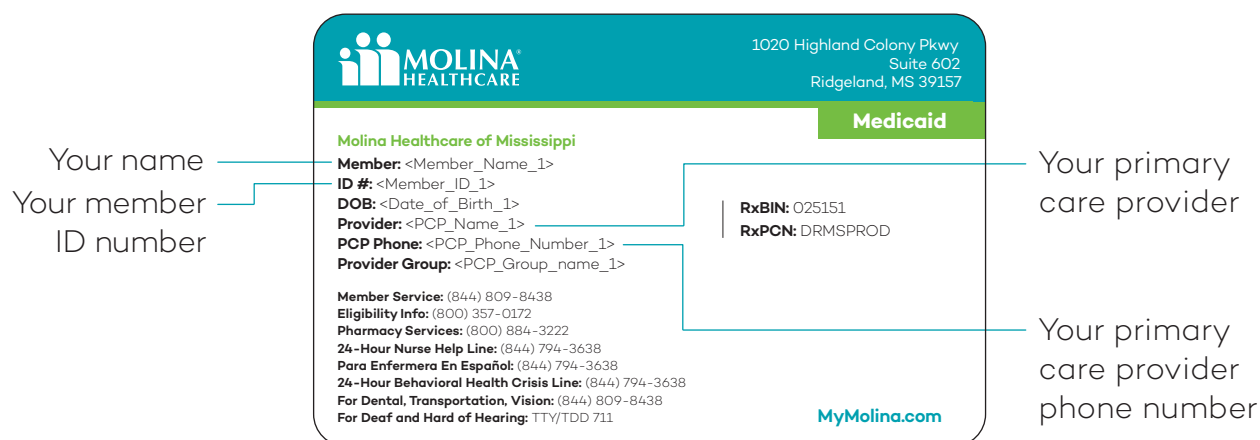 MOLINA®
HEALTHCARE
1020 Highland Colony Pkwy
Suite 602
Ridgeland, MS 39157
Medicaid
Molina Healthcare of Mississippi
Member: <Member_Name_1>
ID #: <Member_ID_1>
DOB: <Date_of_Birth_1>
Provider: <PCP_Name_1>
PCP Phone: <PCP_Phone_Number_1>
Provider Group: <PCP_Group_name_1>
RxBIN: 025151
RxPCN: DRMSPROD
Member Service: (844) 809-8438
Eligibility Info: (800) 357-0172
Pharmacy Services: (800) 884-3222
24-Hour Nurse Help Line: (844) 794-3638
Para Enfermera En Español: (844) 794-3638
24-Hour Behavioral Health Crisis Line: (844) 794-3638
For Dental, Transportation, Vision: (844) 809-8438
For Deaf and Hard of Hearing: TTY/TDD 711
MyMolina.com
Your name
Your member
ID number
Your primary
care provider
Your primary
care provider
phone number